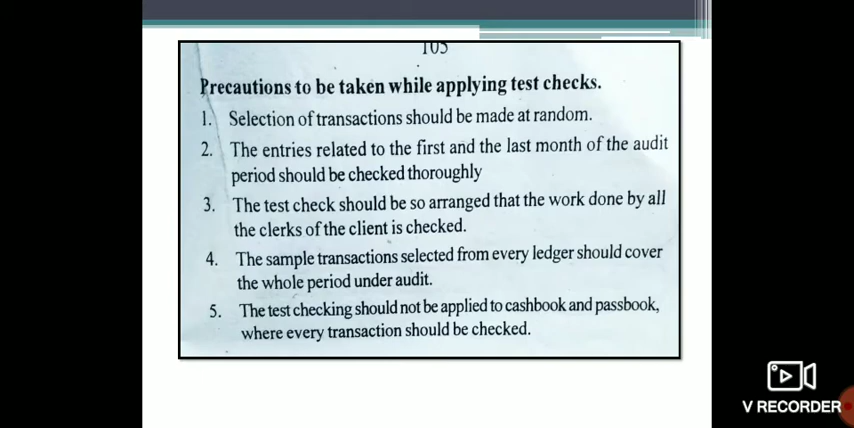 105
Precautions to be taken while applying test checks.
1. Selection of transactions should be made at random.
2. The entries related to the first and the last month of the audit
period should be checked thoroughly
3. The test check should be so arranged that the work done by all
the clerks of the client is checked.
4. The sample transactions selected from every ledger should cover
the whole period under audit.
5. The test checking should not be applied to cashbook and passbook,
where every transaction should be checked.
V RECORDER